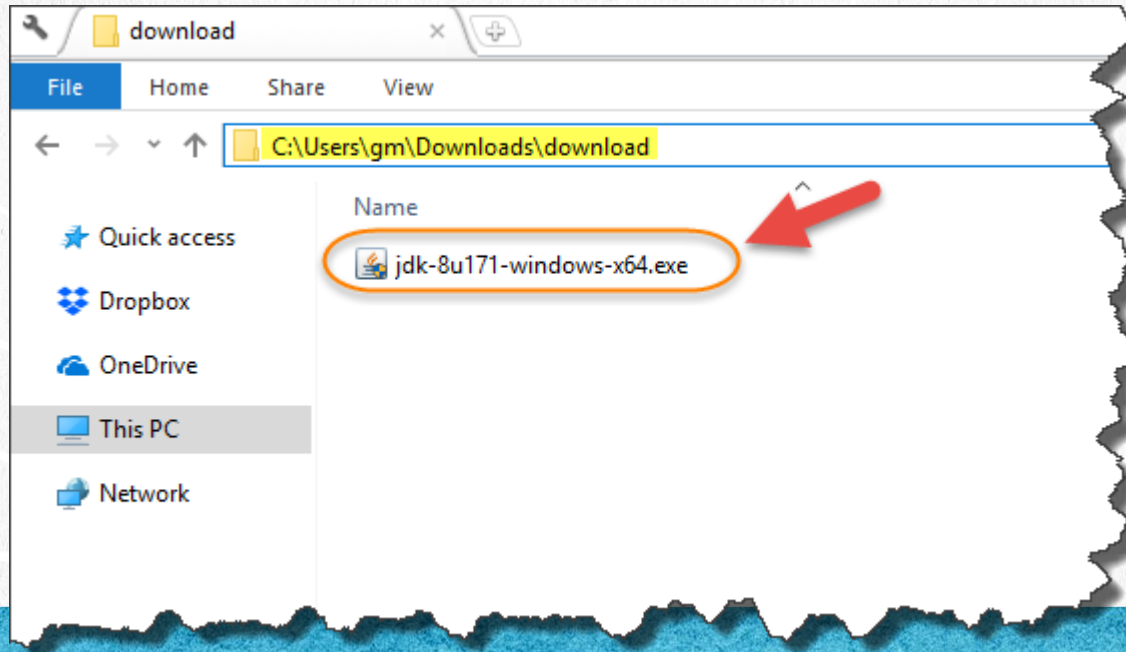 download
File Home Share View
C:\Users\gm\Downloads\download
Name
Quick access
jdk-8u171-windows-x64.exe
Dropbox
OneDrive
This PC
Network